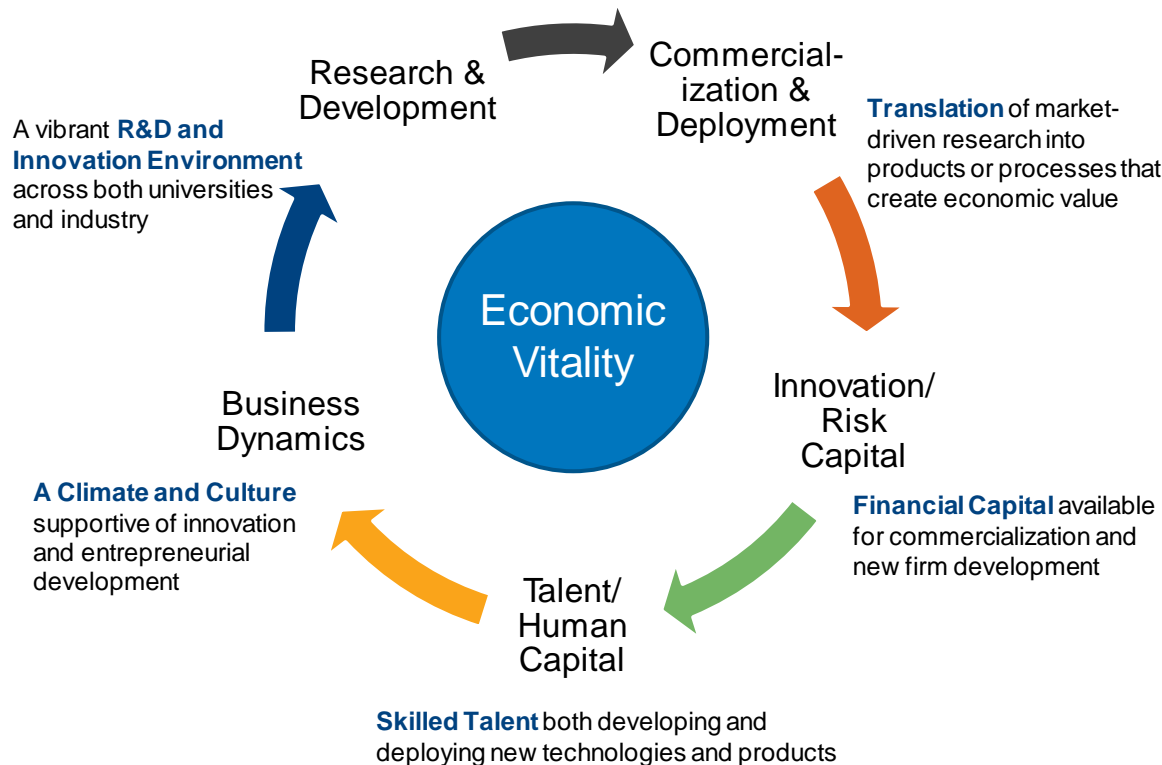 Research &
Development
Commercial-
ization &
Deployment
A vibrant R&D and
Innovation Environment
across both universities
and industry
Translation of market-
driven research into
products or processes that
create economic value
Economic
Vitality
Innovation/
Risk
Capital
Financial Capital available
for commercialization and
new firm development
Talent/
Human
Capital
Skilled Talent both developing and
deploying new technologies and products
Business
Dynamics
A Climate and Culture
supportive of innovation
and entrepreneurial
development